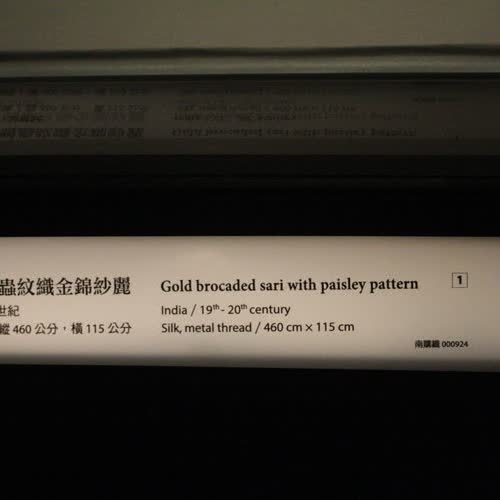 蟲紋織金錦紗麗
世紀
縱 460 公分，橫 115 公分
Gold brocaded sari with paisley pattern
India / 19th - 20th century
Silk, metal thread / 460 cm × 115 cm
1
南購織 000924